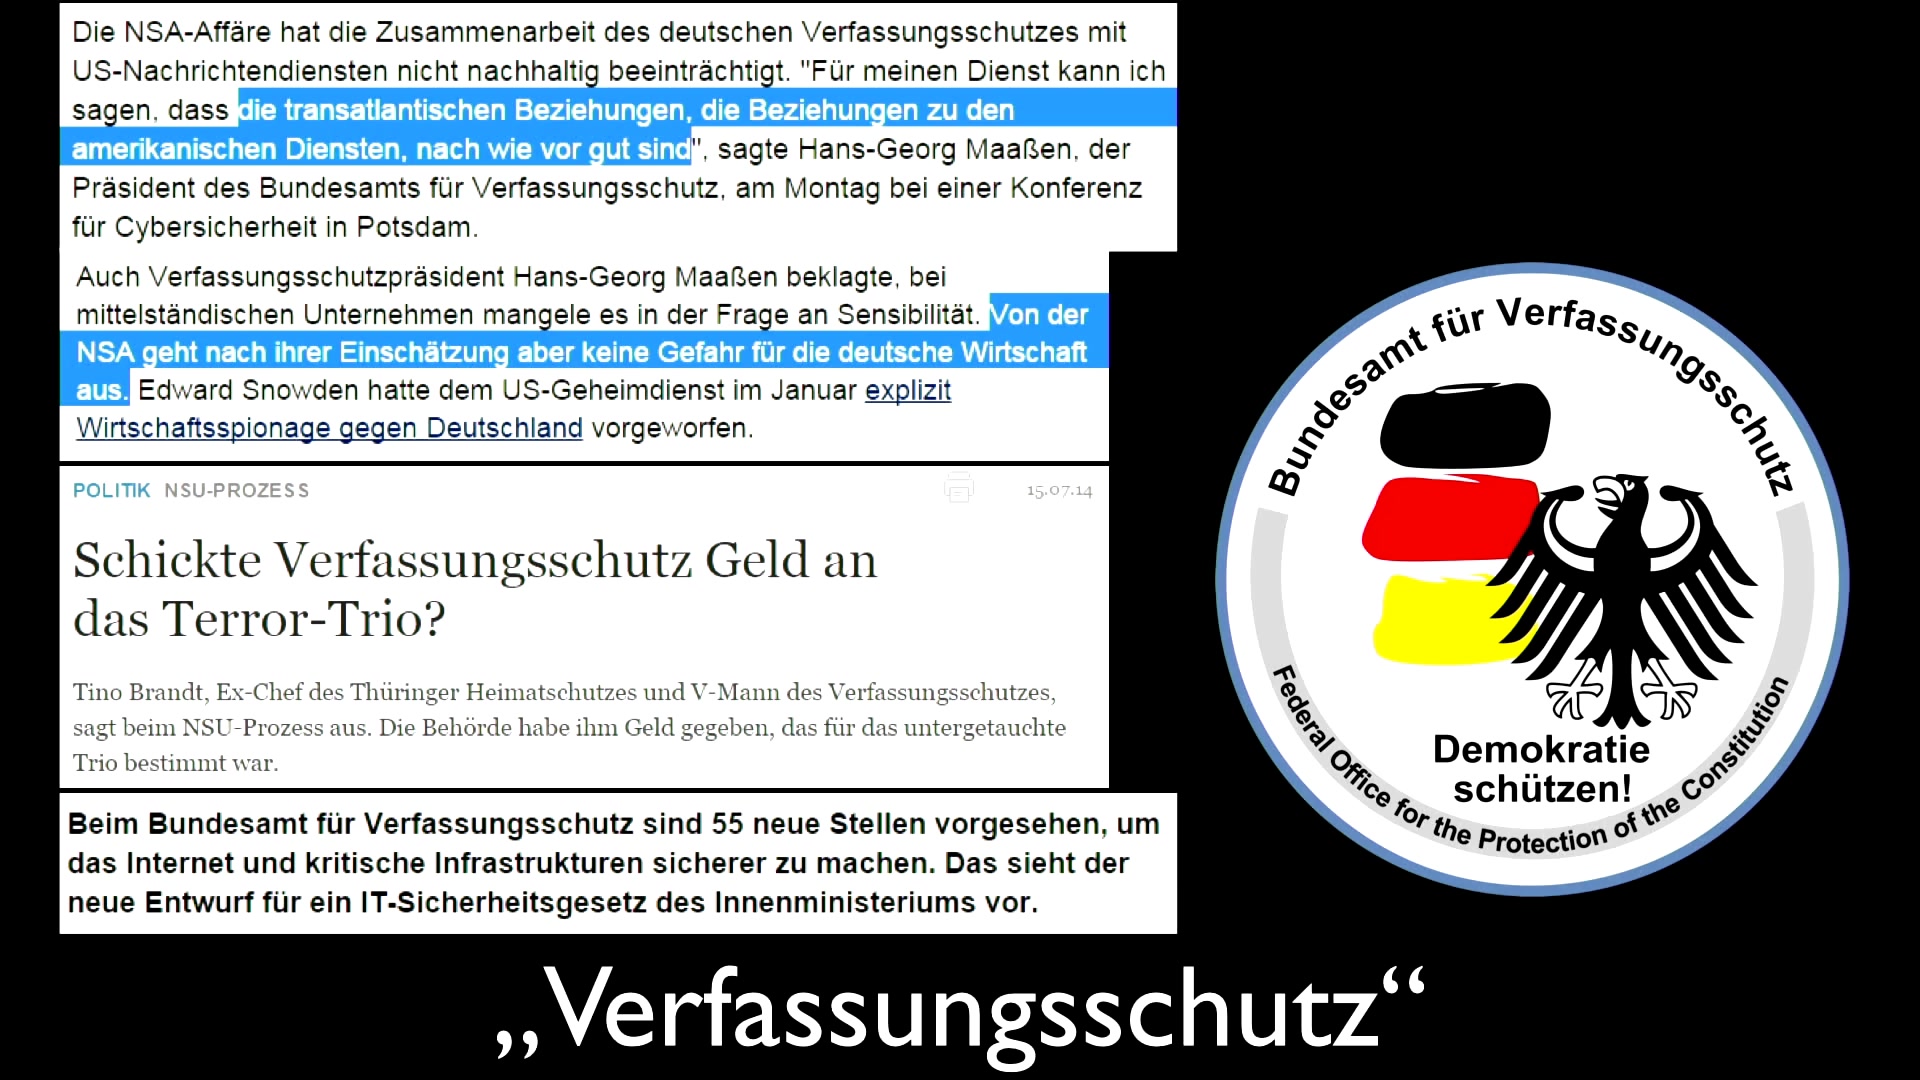 Die NSA-Affäre hat die Zusammenarbeit des deutschen Verfassungsschutzes mit
US-Nachrichtendiensten nicht nachhaltig beeinträchtigt. "Für meinen Dienst kann ich
sagen, dass die transatlantischen Beziehungen, die Beziehungen zu den
amerikanischen Diensten, nach wie vor gut sind", sagte Hans-Georg Maaßen, der
Präsident des Bundesamts für Verfassungsschutz, am Montag bei einer Konferenz
für Cybersicherheit in Potsdam.
Auch Verfassungsschutzpräsident Hans-Georg Maaßen beklagte, bei
mittelständischen Unternehmen mangele es in der Frage an Sensibilität. Von der
NSA geht nach ihrer Einschätzung aber keine Gefahr für die deutsche Wirtschaft
aus. Edward Snowden hatte dem US-Geheimdienst im Januar explizit
Wirtschaftsspionage gegen Deutschland vorgeworfen.
POLITIK NSU-PROZESS 15.07.14
Schickte Verfassungsschutz Geld an
das Terror-Trio?
Tino Brandt, Ex-Chef des Thüringer Heimatschutzes und V-Mann des Verfassungsschutzes,
sagt beim NSU-Prozess aus. Die Behörde habe ihm Geld gegeben, das für das untergetauchte
Trio bestimmt war.
Beim Bundesamt für Verfassungsschutz sind 55 neue Stellen vorgesehen, um
das Internet und kritische Infrastrukturen sicherer zu machen. Das sieht der
neue Entwurf für ein IT-Sicherheitsgesetz des Innenministeriums vor.
Bundesamt für Verfassungsschutz
Demokratie
schützen!
Federal Office for the Protection of the Constitution
„Verfassungsschutz“